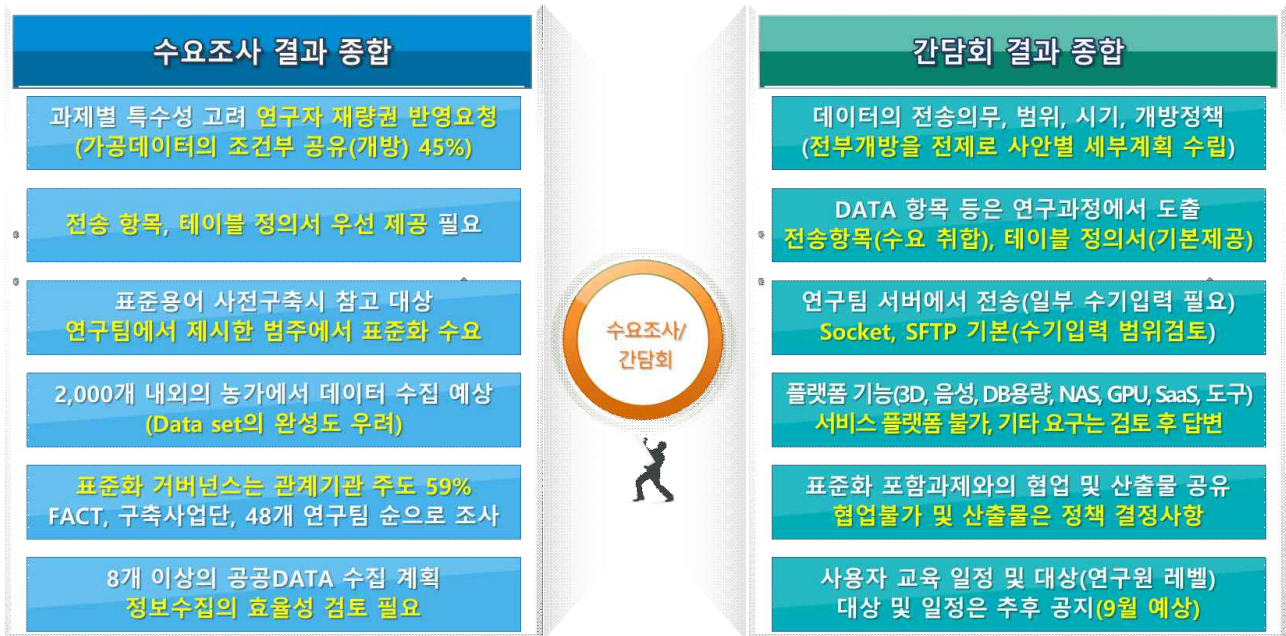 수요조사 결과 종합
과제별 특수성 고려 연구자 재량권 반영요청
(가공데이터의 조건부 공유(개방) 45%)
전송 항목, 테이블 정의서 우선 제공 필요
표준용어 사전구축시 참고 대상
연구팀에서 제시한 범주에서 표준화 수요
2,000개 내외의 농가에서 데이터 수집 예상
(Data set의 완성도 우려)
표준화 거버넌스는 관계기관 주도 59%
FACT, 구축사업단, 48개 연구팀 순으로 조사
8개 이상의 공공DATA 수집 계획
정보수집의 효율성 검토 필요
수요조사/
간담회
간담회 결과 종합
데이터의 전송의무, 범위, 시기, 개방정책
(전부개방을 전제로 사안별 세부계획 수립)
DATA 항목 등은 연구과정에서 도출
전송항목(수요 취합), 테이블 정의서(기본제공)
연구팀 서버에서 전송(일부 수기입력 필요)
Socket, SFTP 기본(수기입력 범위검토)
플랫폼 기능(3D, 음성, DB용량, NAS, GPU, SaaS, 도구)
서비스 플랫폼 불가, 기타 요구는 검토 후 답변
표준화 포함과제와의 협업 및 산출물 공유
협업불가 및 산출물은 정책 결정사항
사용자 교육 일정 및 대상(연구원 레벨)
대상 및 일정은 추후 공지(9월 예상)